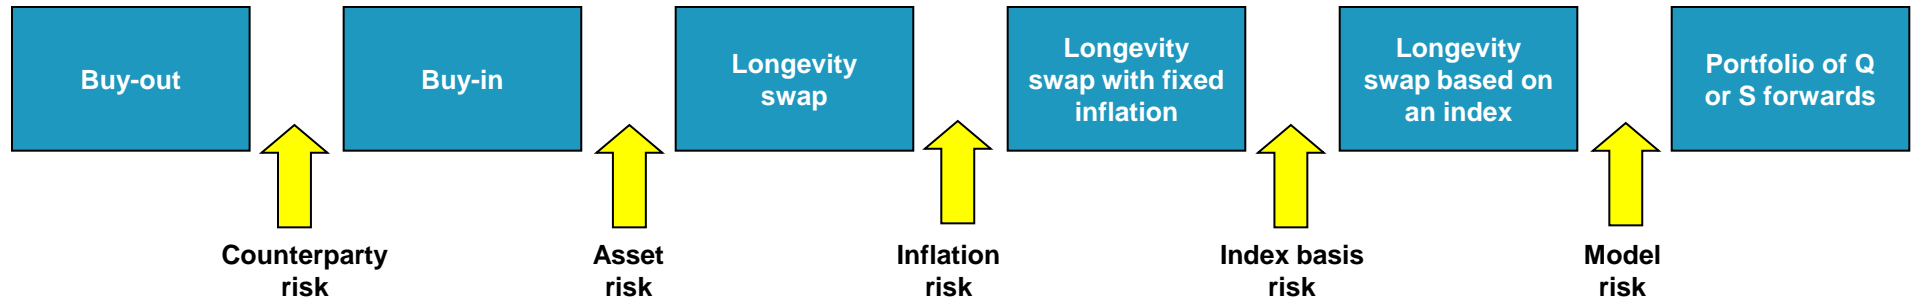 Buy-out
Buy-in
Longevity
swap
Longevity
swap with fixed
inflation
Longevity
swap based on
an index
Portfolio of Q
or S forwards
Counterparty
risk
Asset
risk
Inflation
risk
Index basis
risk
Model
risk